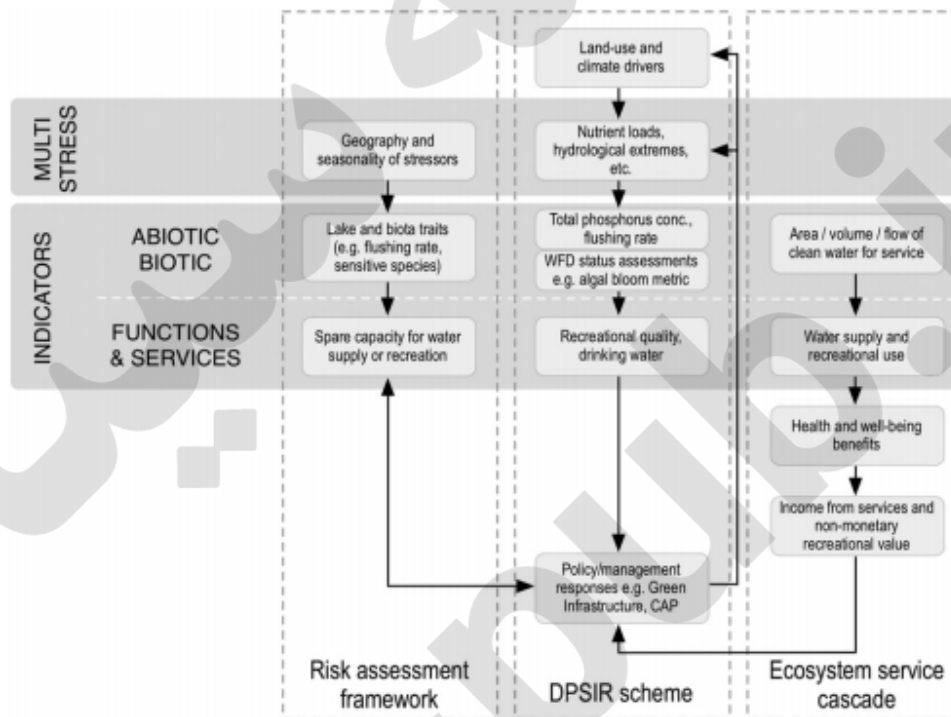 Land-use and
climate drivers
MULTI
STRESS
Geography and
seasonality of stressors
Nutrient loads,
hydrological extremes,
etc.
INDICATORS
ABIOTIC
BIOTIC
Lake and biota traits
(e.g. flushing rate,
sensitive species)
Total phosphorus conc.,
flushing rate
WFD status assessments
e.g. algal bloom metric
Area / volume / flow of
clean water for service
FUNCTIONS
& SERVICES
Spare capacity for water
supply or recreation
Recreational quality,
drinking water
Water supply and
recreational use
Health and well-being
benefits
Income from services and
non-monetary
recreational value
Policy/management
responses e.g. Green
Infrastructure, CAP
Risk assessment
framework
DPSIR scheme
Ecosystem service
cascade